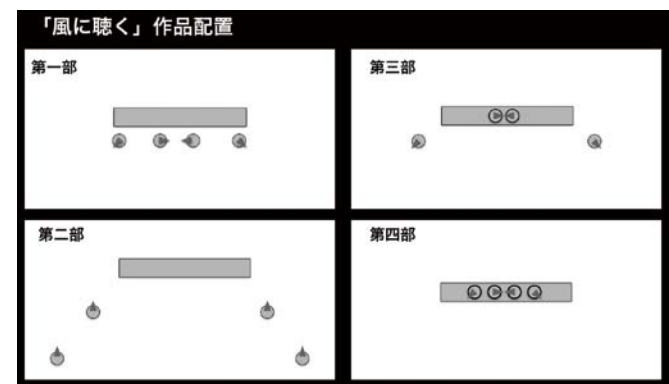 「風に聴く」作品配置
第一部
第三部
第二部
第四部